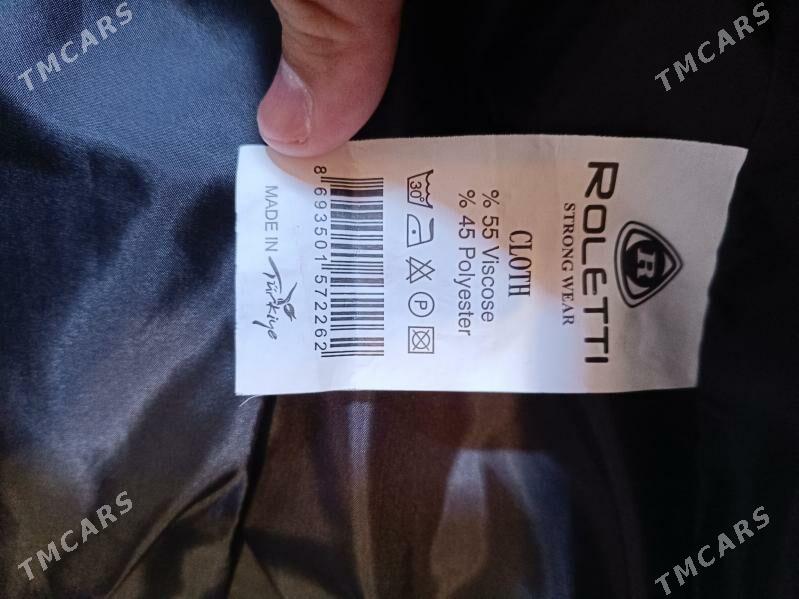 TMCARS
TMCARS
R
ROLETTI
STRONG WEAR
CLOTH
% 55 Viscose
% 45 Polyester
30°
P
8 693501 572262
MADE IN Türkiye
TMCARS
TMCARS